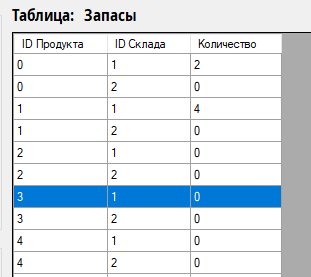 Таблица: Запасы
ID Продукта ID Склада Количество
0 1 2
0 2 0
1 1 4
1 2 0
2 1 0
2 2 0
3 1 0
3 2 0
4 1 0
4 2 0